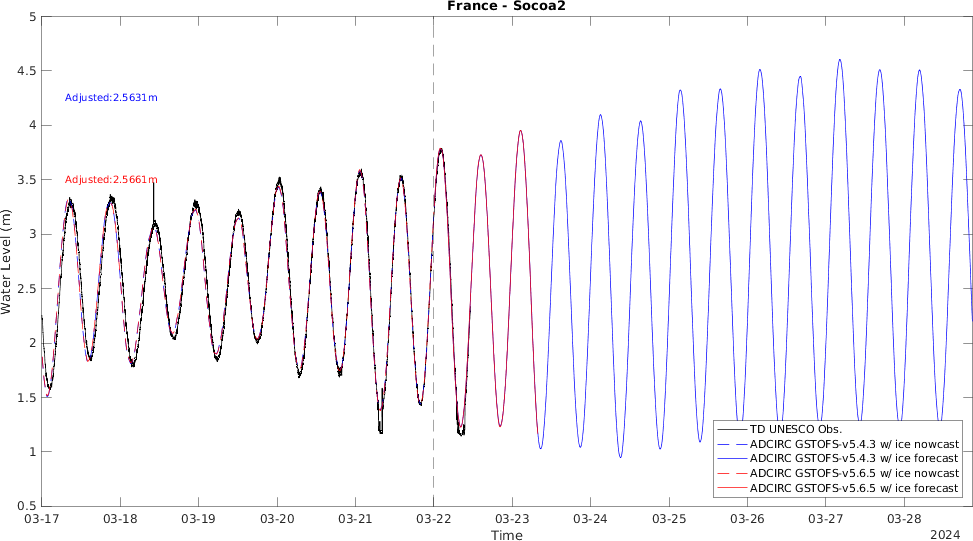 France - Socoa2
5
4.5
4
3.5
3
2.5
2
1.5
1
0.5
Water Level (m)
Adjusted:2.5631m
Adjusted:2.5661m
TD UNESCO Obs.
ADCIRC GSTOFS-v5.4.3 w/ ice nowcast
ADCIRC GSTOFS-v5.4.3 w/ ice forecast
ADCIRC GSTOFS-v5.6.5 w/ ice nowcast
ADCIRC GSTOFS-v5.6.5 w/ ice forecast
03-17 03-18 03-19 03-20 03-21 03-22 03-23 03-24 03-25 03-26 03-27 03-28
Time
2024